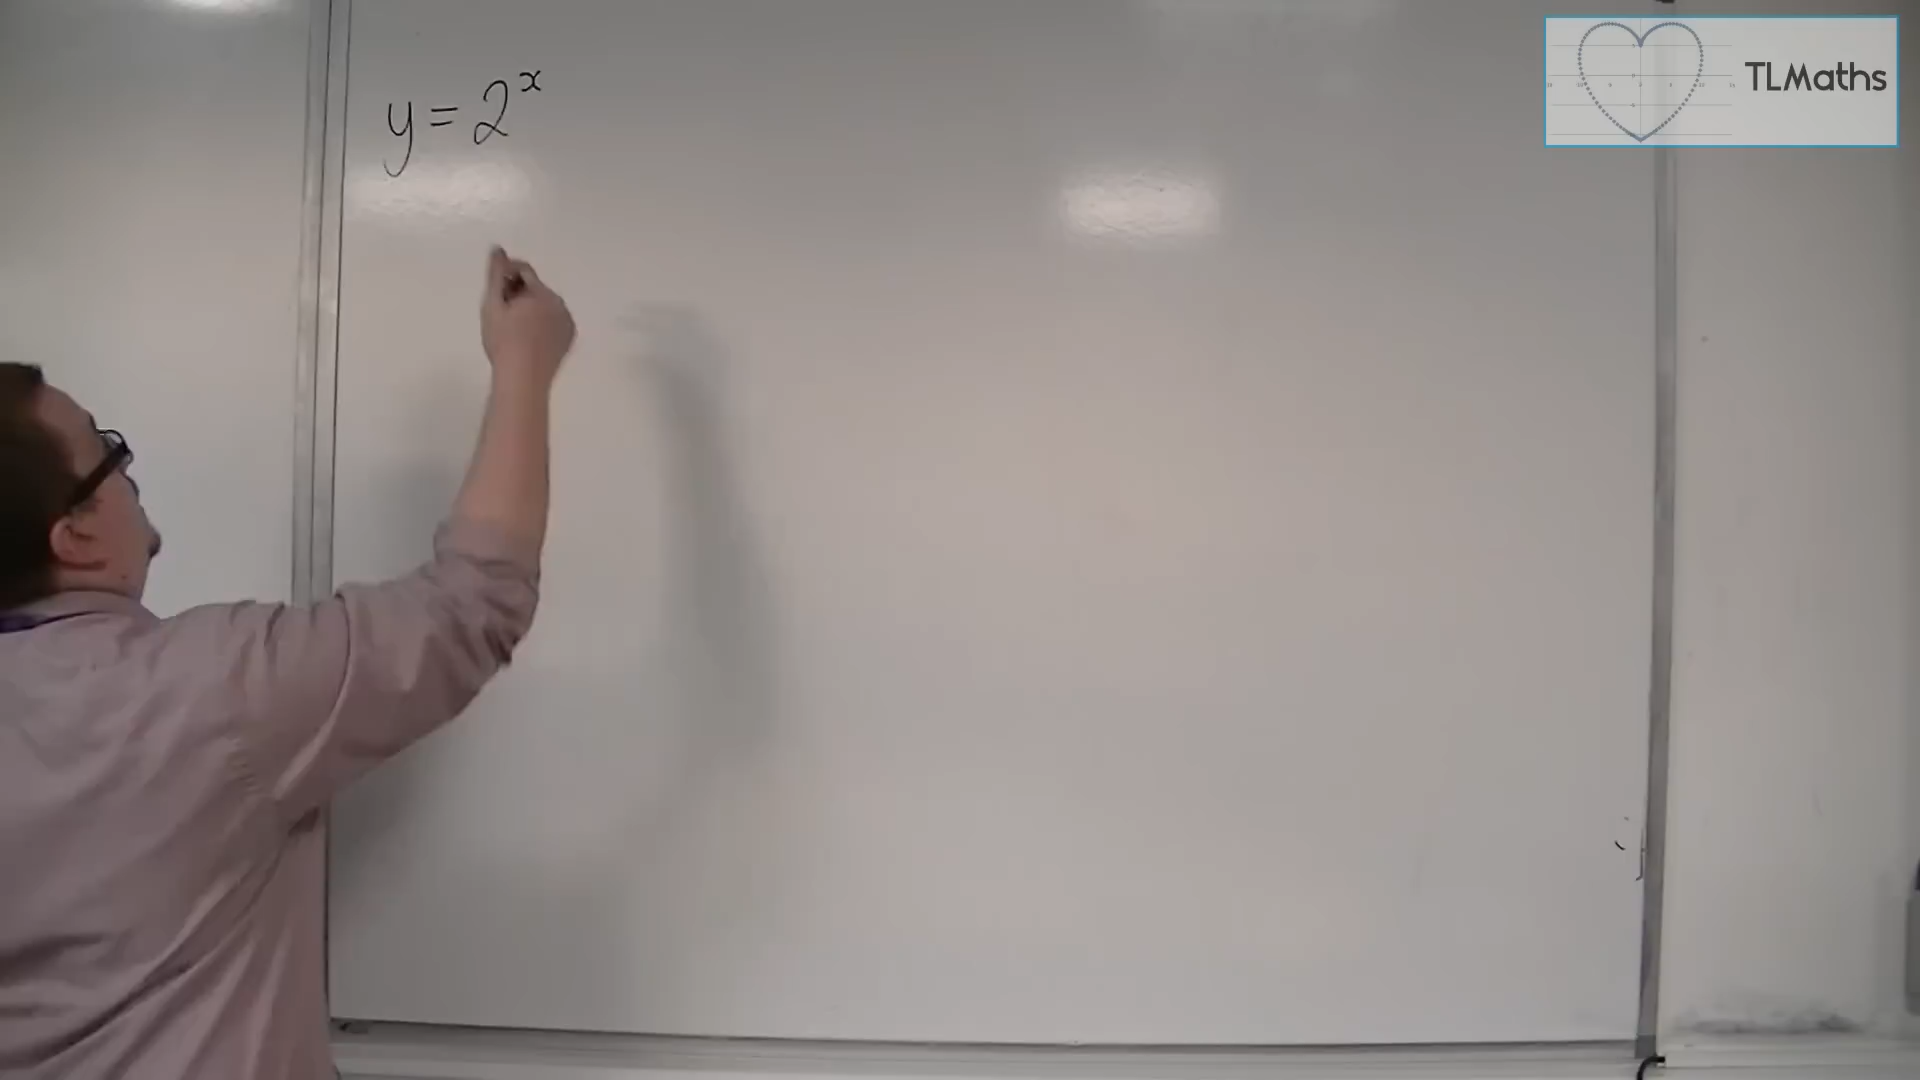 y = 2^x
TLMaths